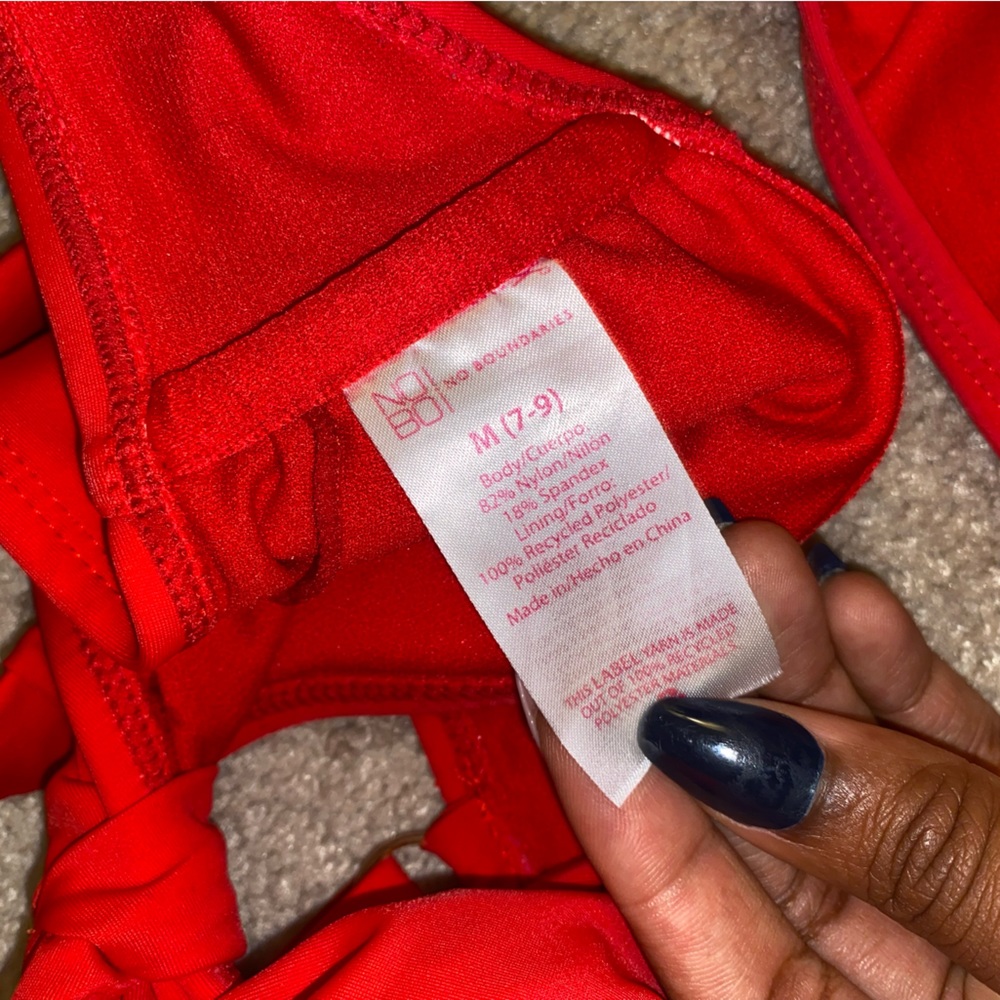 NO!
BO!
NO BOUNDARIES
M (7-9)
Body/Cuerpo:
82% Nylon/Nilón
18% Spandex
Lining/Forro:
100% Recycled Polyester/
Poliéster Reciclado
Made in/Hecho en China
THIS LABEL YARN IS MADE
OUT OF 100% RECYCLED
POLYESTER MATERIALS